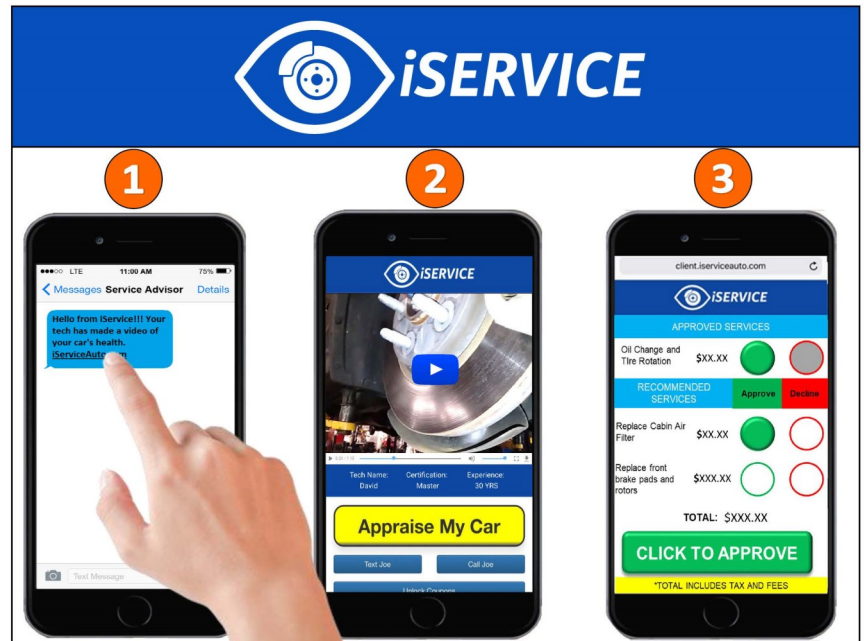 iSERVICE
1
2
3
LTE 11:00 AM 75%
Messages Service Advisor Details
Hello from iService!!! Your
tech has made a video of
your car's health.
Text Message
iSERVICE
Tech Name: Certification: Experience:
David Master 30 YRS
Appraise My Car
Text Joe Call Joe
Unlock Coupons
client.iserviceauto.com
iSERVICE
APPROVED SERVICES
Oil Change and
TIre Rotation $XX.XX
RECOMMENDED
SERVICES Approve Decline
Replace Cabin Air
Filter $XX.XX
Replace front
brake pads and
rotors $XXX.XX
TOTAL: $XXX.XX
CLICK TO APPROVE
*TOTAL INCLUDES TAX AND FEES